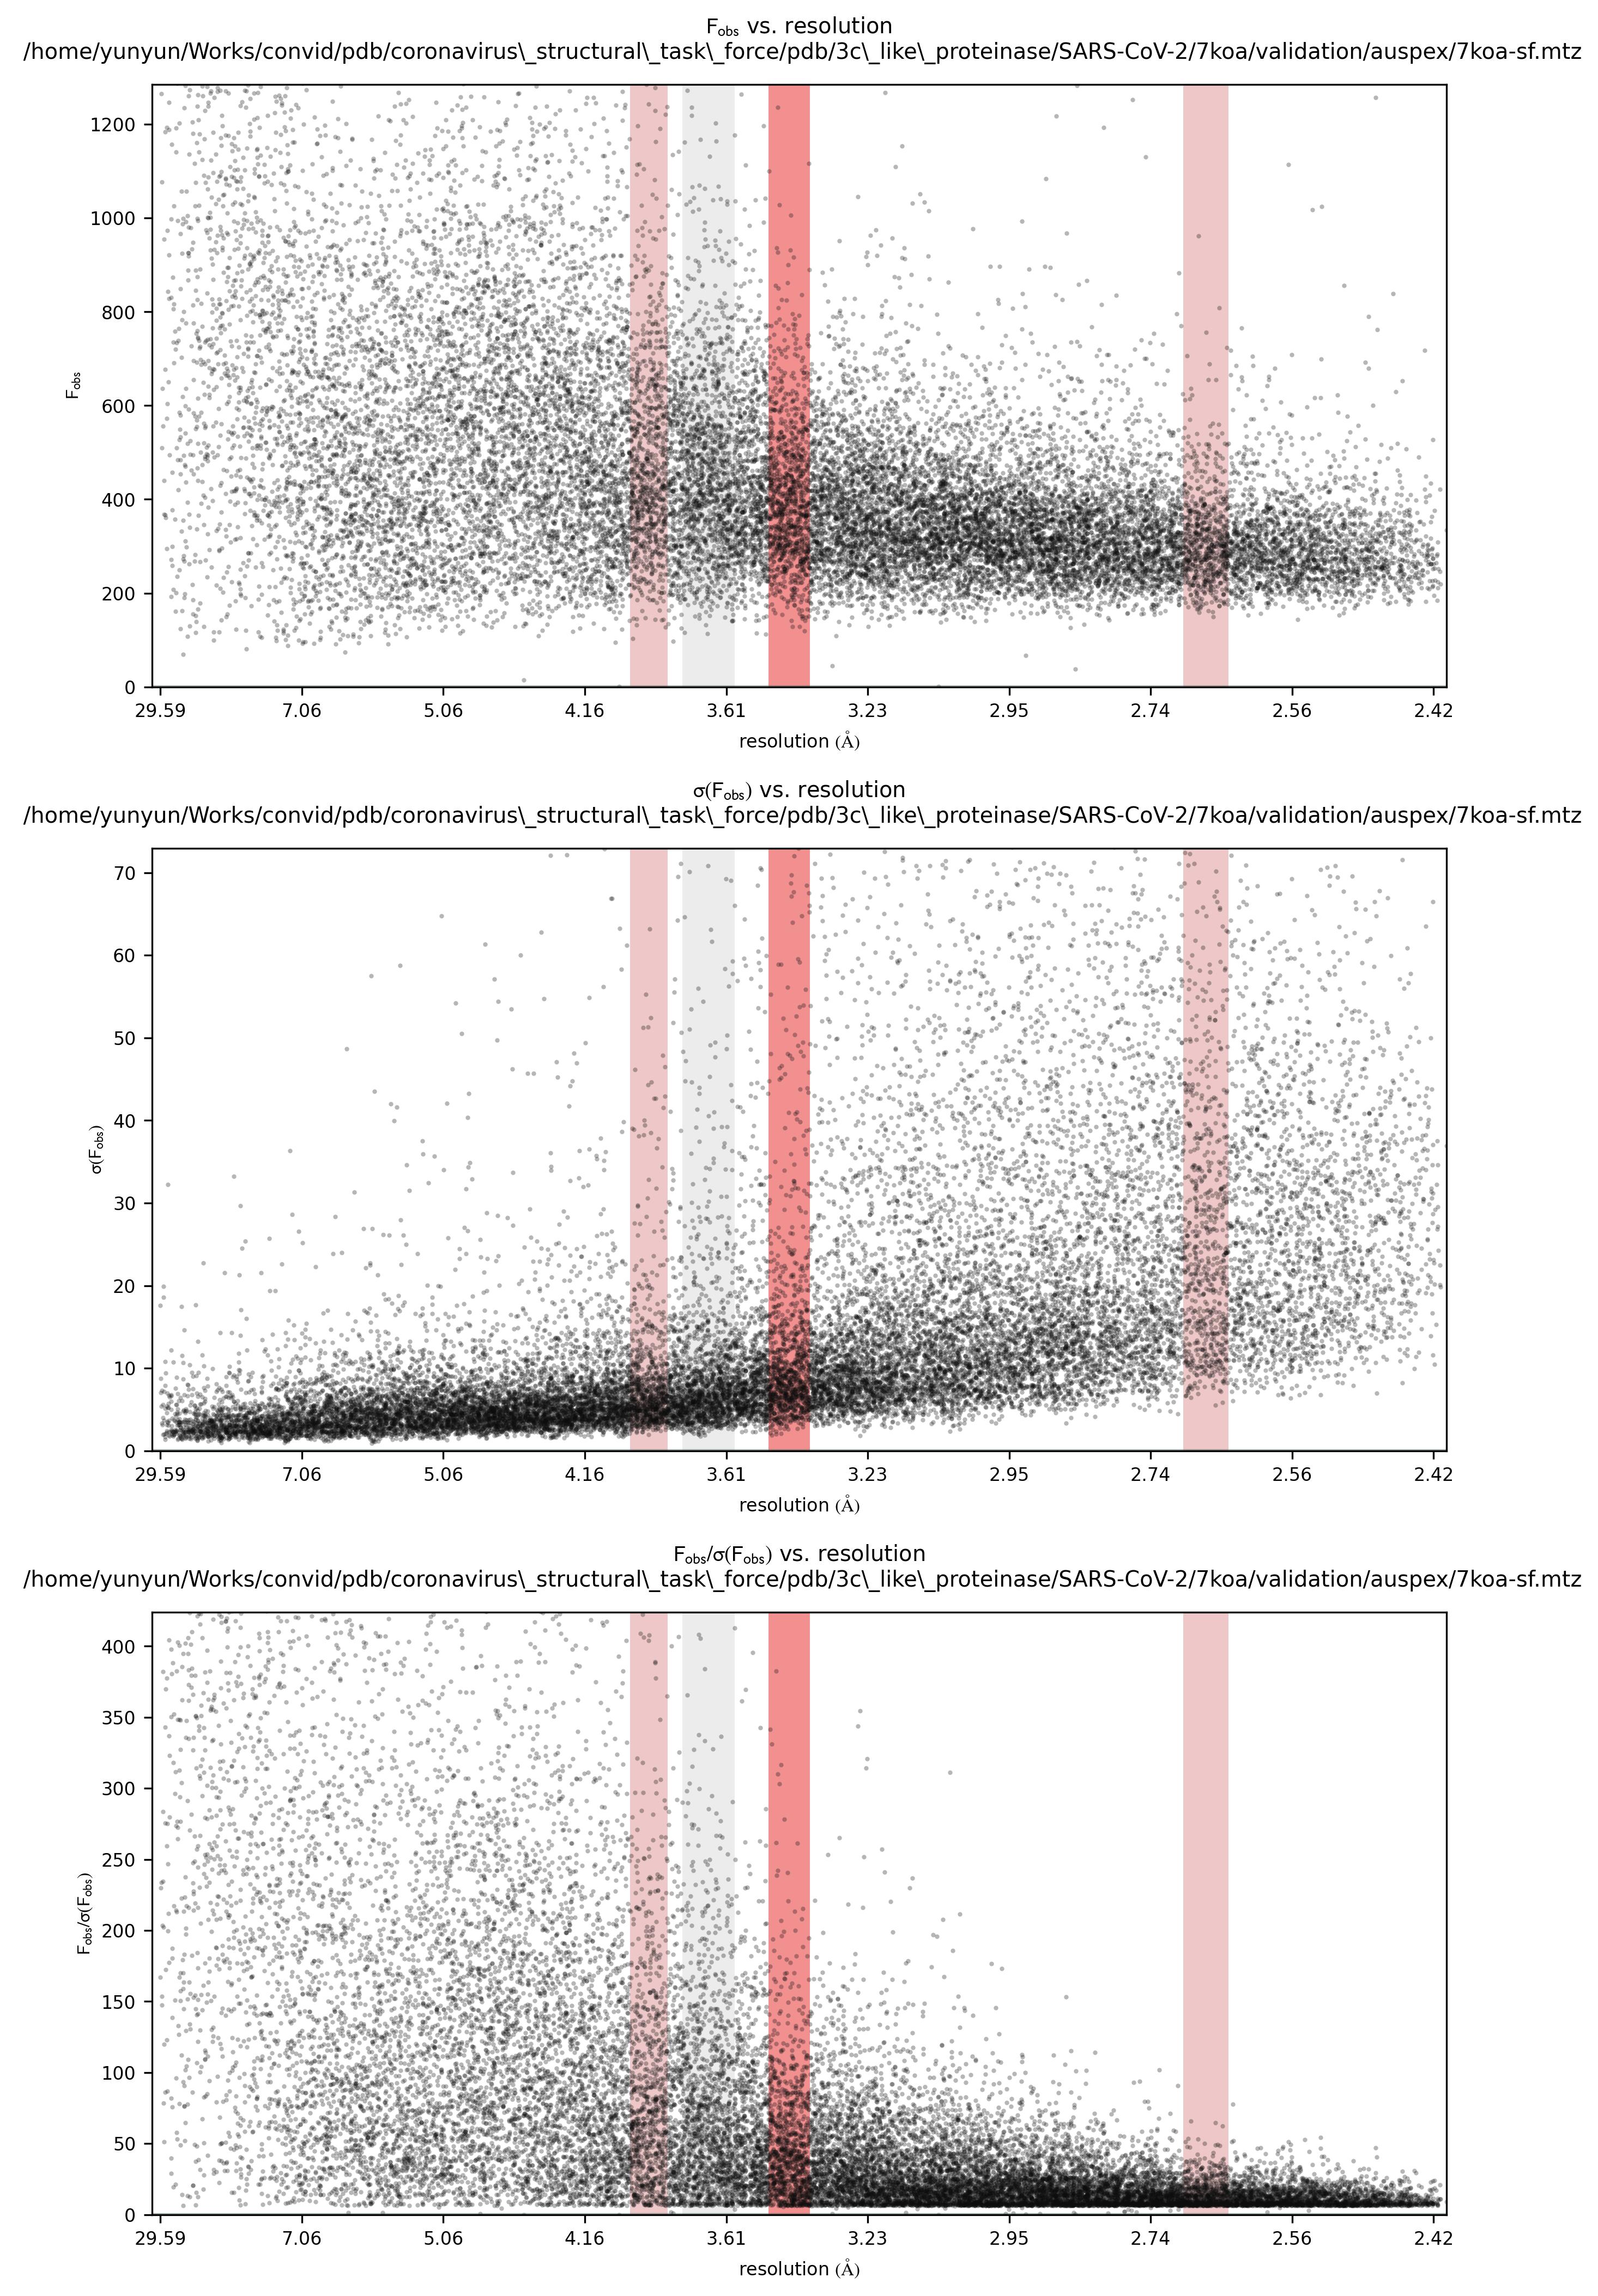 Fobs vs. resolution
/home/yunyun/Works/convid/pdb/coronavirus\_structural\_task\_force/pdb/3c\_like\_proteinase/SARS-CoV-2/7koa/validation/auspex/7koa-sf.mtz
1200
1000
800
600
400
200
0
Fobs
29.59 7.06 5.06 4.16 3.61 3.23 2.95 2.74 2.56 2.42
resolution (Å)
σ(Fobs) vs. resolution
/home/yunyun/Works/convid/pdb/coronavirus\_structural\_task\_force/pdb/3c\_like\_proteinase/SARS-CoV-2/7koa/validation/auspex/7koa-sf.mtz
70
60
50
40
30
20
10
0
σ(Fobs)
29.59 7.06 5.06 4.16 3.61 3.23 2.95 2.74 2.56 2.42
resolution (Å)
Fobs/σ(Fobs) vs. resolution
/home/yunyun/Works/convid/pdb/coronavirus\_structural\_task\_force/pdb/3c\_like\_proteinase/SARS-CoV-2/7koa/validation/auspex/7koa-sf.mtz
400
350
300
250
200
150
100
50
0
Fobs/σ(Fobs)
29.59 7.06 5.06 4.16 3.61 3.23 2.95 2.74 2.56 2.42
resolution (Å)